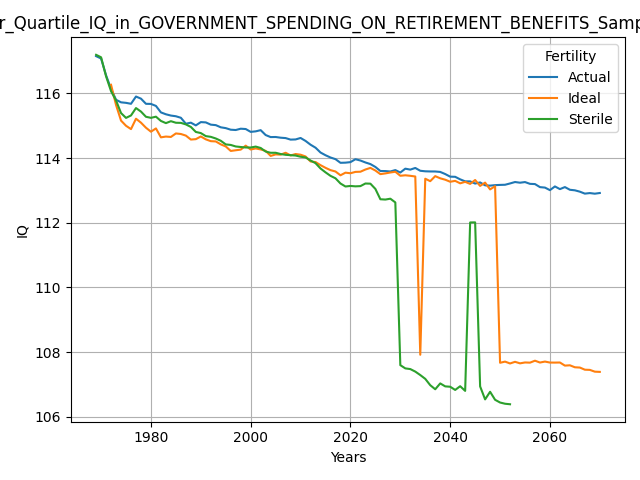 r_Quartile_IQ_in_GOVERNMENT_SPENDING_ON_RETIREMENT_BENEFITS_Samp
Fertility
Actual
Ideal
Sterile
IQ
116
114
112
110
108
106
1980
2000
2020
2040
2060
Years